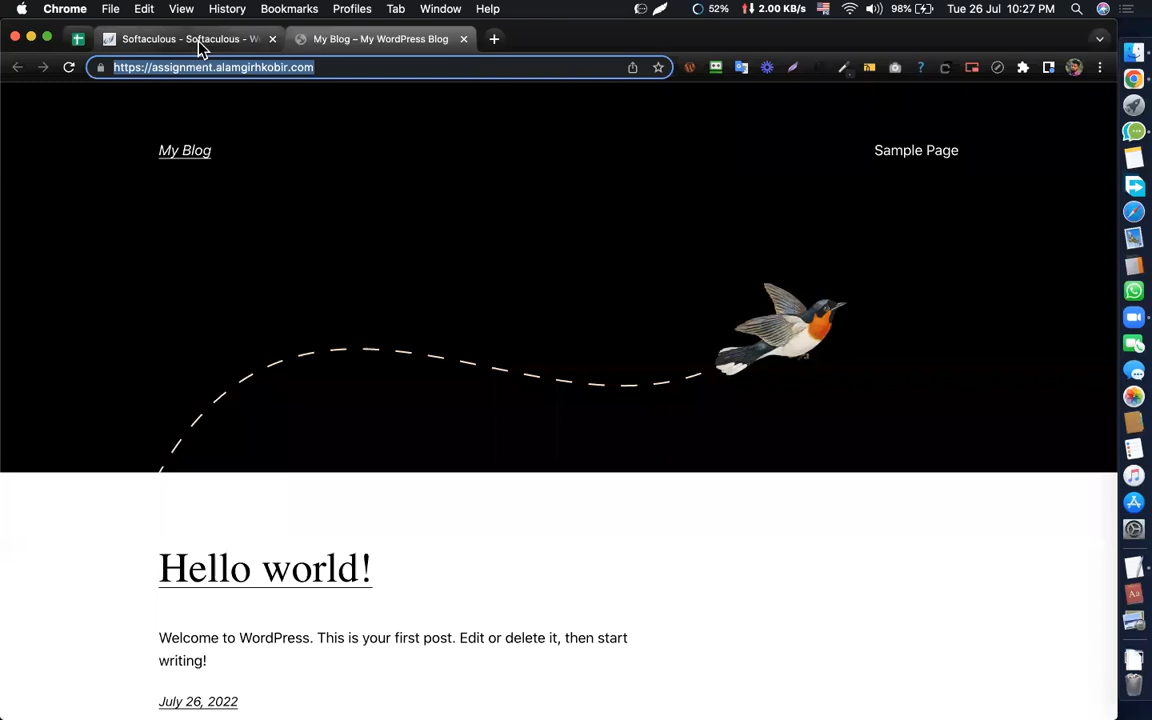 Chrome File Edit View History Bookmarks Profiles Tab Window Help 52% 2.00 KB/s 98% Tue 26 Jul 10:27 PM
Softaculous - Softaculous - W
My Blog – My WordPress Blog
https://assignment.alamgirhkobir.com
My Blog
Sample Page
Hello world!
Welcome to WordPress. This is your first post. Edit or delete it, then start
writing!
July 26, 2022